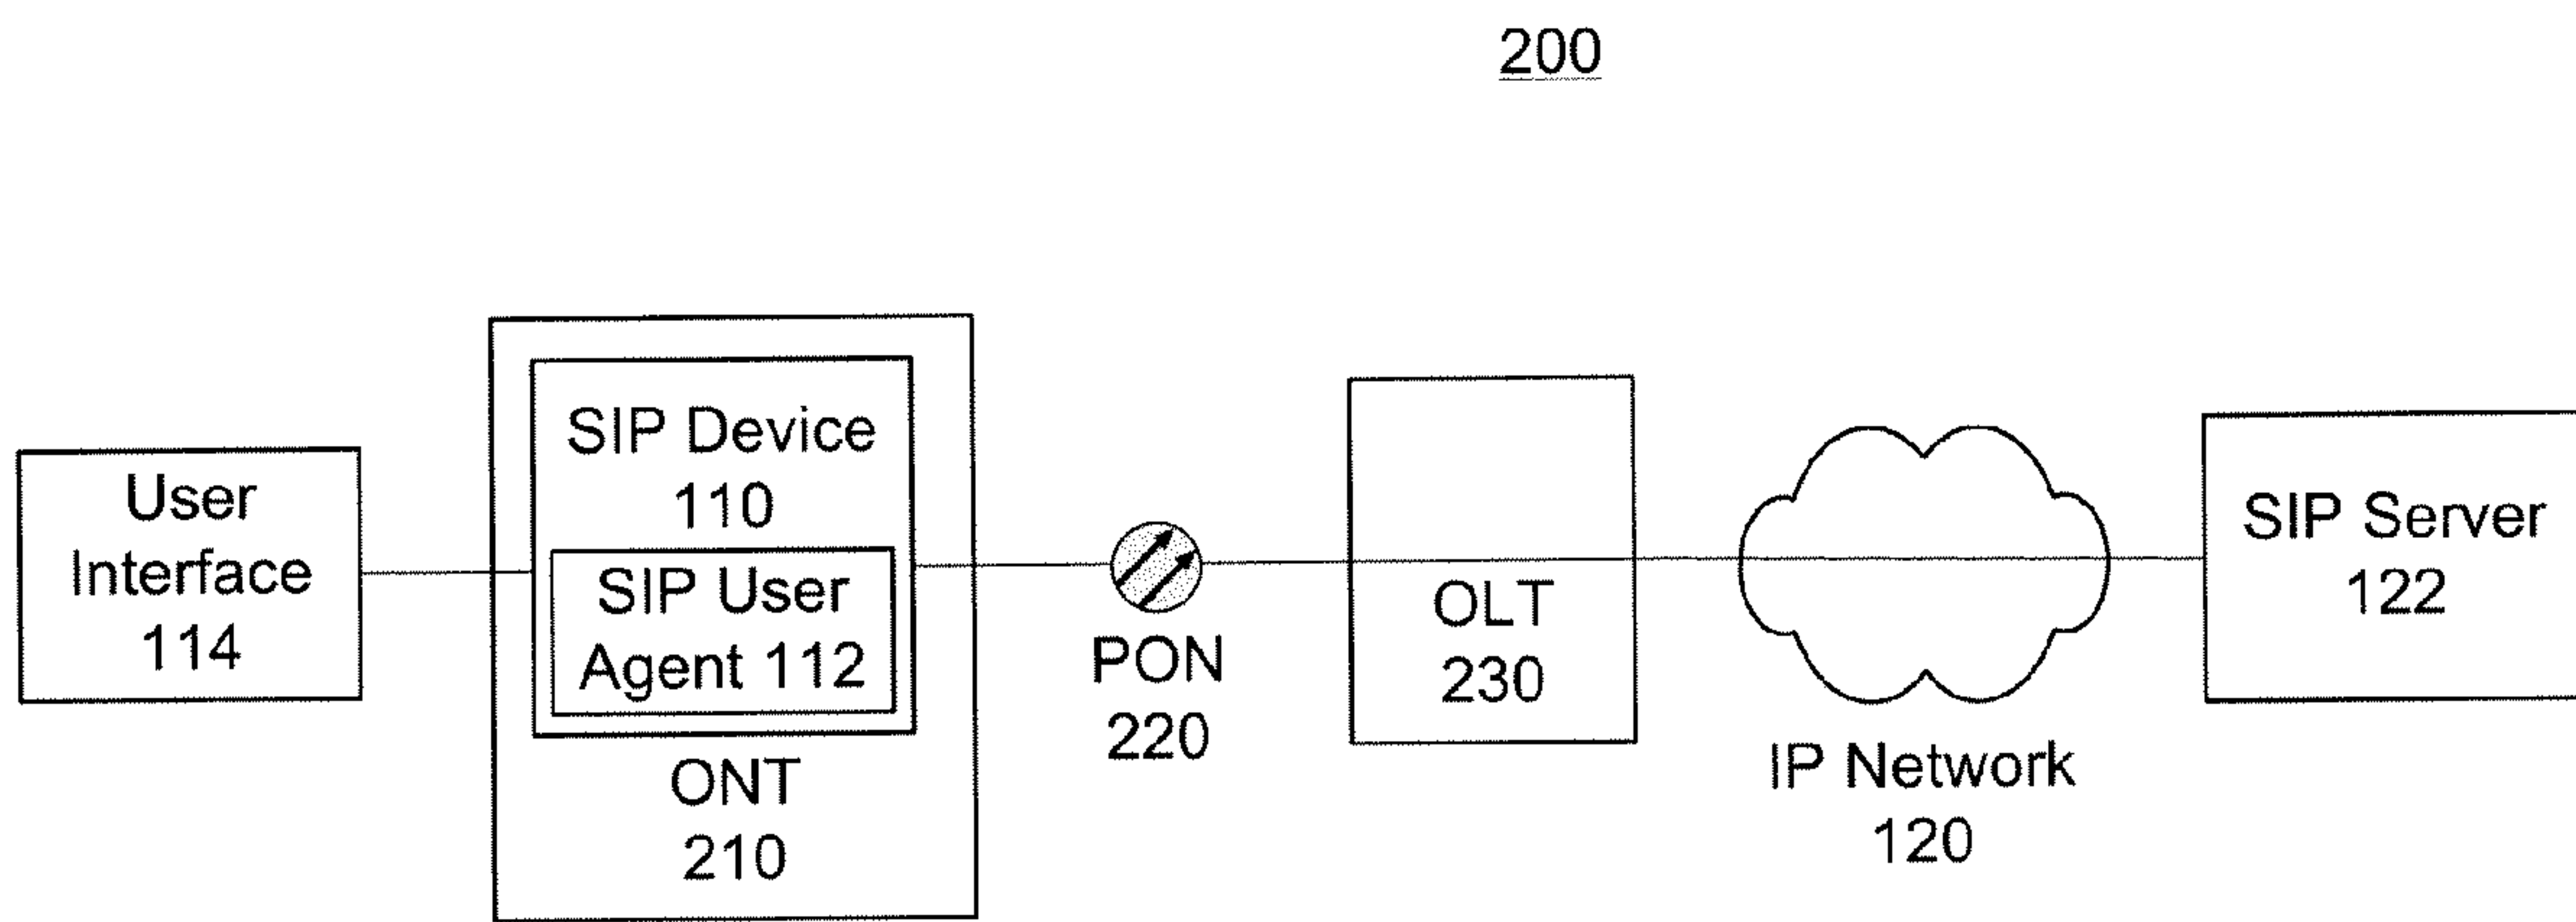 200
User
Interface
114
SIP Device
110
SIP User
Agent 112
ONT
210
PON
220
OLT
230
IP Network
120
SIP Server
122